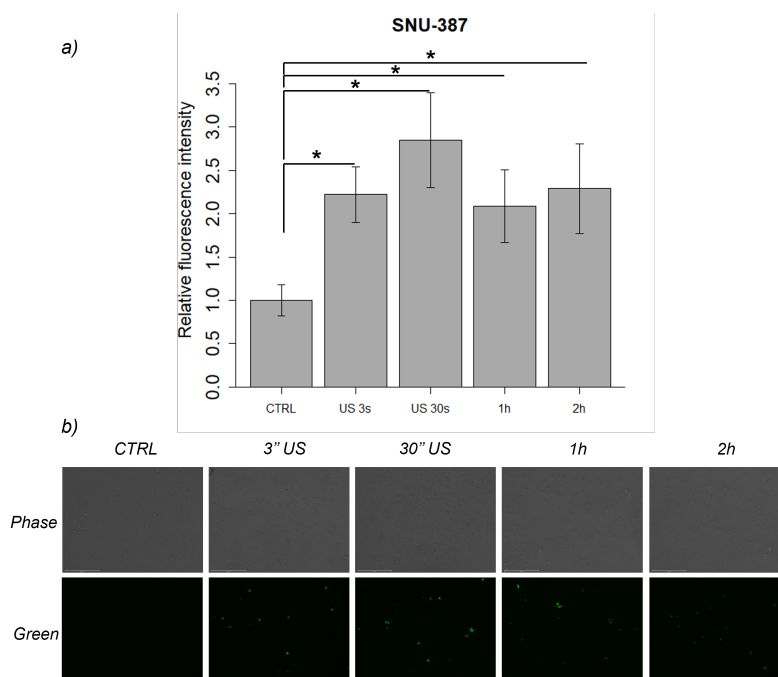 SNU-387
a)
*
*
*
*
Relative fluorescence intensity
3.5
3.0
2.5
2.0
1.5
1.0
0.5
0.0
CTRL US 3s US 30s 1h 2h
b)
CTRL 3” US 30” US 1h 2h
Phase
Green